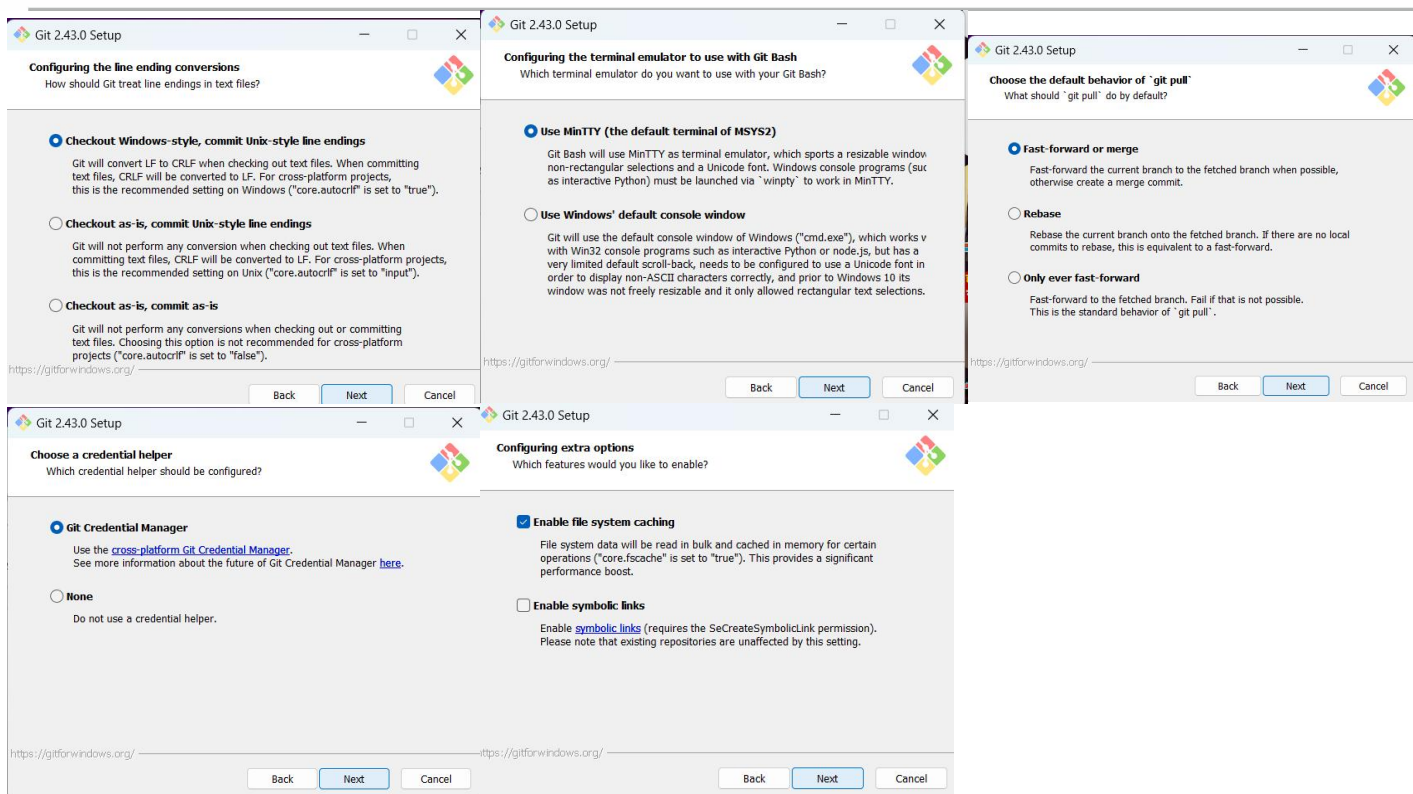 Git 2.43.0 Setup
Configuring the line ending conversions
How should Git treat line endings in text files?
Checkout Windows-style, commit Unix-style line endings
Git will convert LF to CRLF when checking out text files. When committing
text files, CRLF will be converted to LF. For cross-platform projects,
this is the recommended setting on Windows ("core.autocrlf" is set to "true").
Checkout as-is, commit Unix-style line endings
Git will not perform any conversion when checking out text files. When
committing text files, CRLF will be converted to LF. For cross-platform projects,
this is the recommended setting on Unix ("core.autocrlf" is set to "input").
Checkout as-is, commit as-is
Git will not perform any conversions when checking out or committing
text files. Choosing this option is not recommended for cross-platform
projects ("core.autocrlf" is set to "false").
https://gitforwindows.org/
Back Next Cancel
Git 2.43.0 Setup
Configuring the terminal emulator to use with Git Bash
Which terminal emulator do you want to use with your Git Bash?
Use MinTTY (the default terminal of MSYS2)
Git Bash will use MinTTY as terminal emulator, which sports a resizable window
non-rectangular selections and a Unicode font. Windows console programs (suc
as interactive Python) must be launched via `winpty` to work in MinTTY.
Use Windows' default console window
Git will use the default console window of Windows ("cmd.exe"), which works v
with Win32 console programs such as interactive Python or node.js, but has a
very limited default scroll-back, needs to be configured to use a Unicode font in
order to display non-ASCII characters correctly, and prior to Windows 10 its
window was not freely resizable and it only allowed rectangular text selections.
https://gitforwindows.org/
Back Next Cancel
Git 2.43.0 Setup
Choose the default behavior of `git pull`
What should `git pull` do by default?
Fast-forward or merge
Fast-forward the current branch to the fetched branch when possible,
otherwise create a merge commit.
Rebase
Rebase the current branch onto the fetched branch. If there are no local
commits to rebase, this is equivalent to a fast-forward.
Only ever fast-forward
Fast-forward to the fetched branch. Fail if that is not possible.
This is the standard behavior of `git pull`.
https://gitforwindows.org/
Back Next Cancel
Git 2.43.0 Setup
Choose a credential helper
Which credential helper should be configured?
Git Credential Manager
Use the cross-platform Git Credential Manager.
See more information about the future of Git Credential Manager here.
None
Do not use a credential helper.
https://gitforwindows.org/
Back Next Cancel
Git 2.43.0 Setup
Configuring extra options
Which features would you like to enable?
Enable file system caching
File system data will be read in bulk and cached in memory for certain
operations ("core.fscache" is set to "true"). This provides a significant
performance boost.
Enable symbolic links
Enable symbolic links (requires the SeCreateSymbolicLink permission).
Please note that existing repositories are unaffected by this setting.
https://gitforwindows.org/
Back Next Cancel